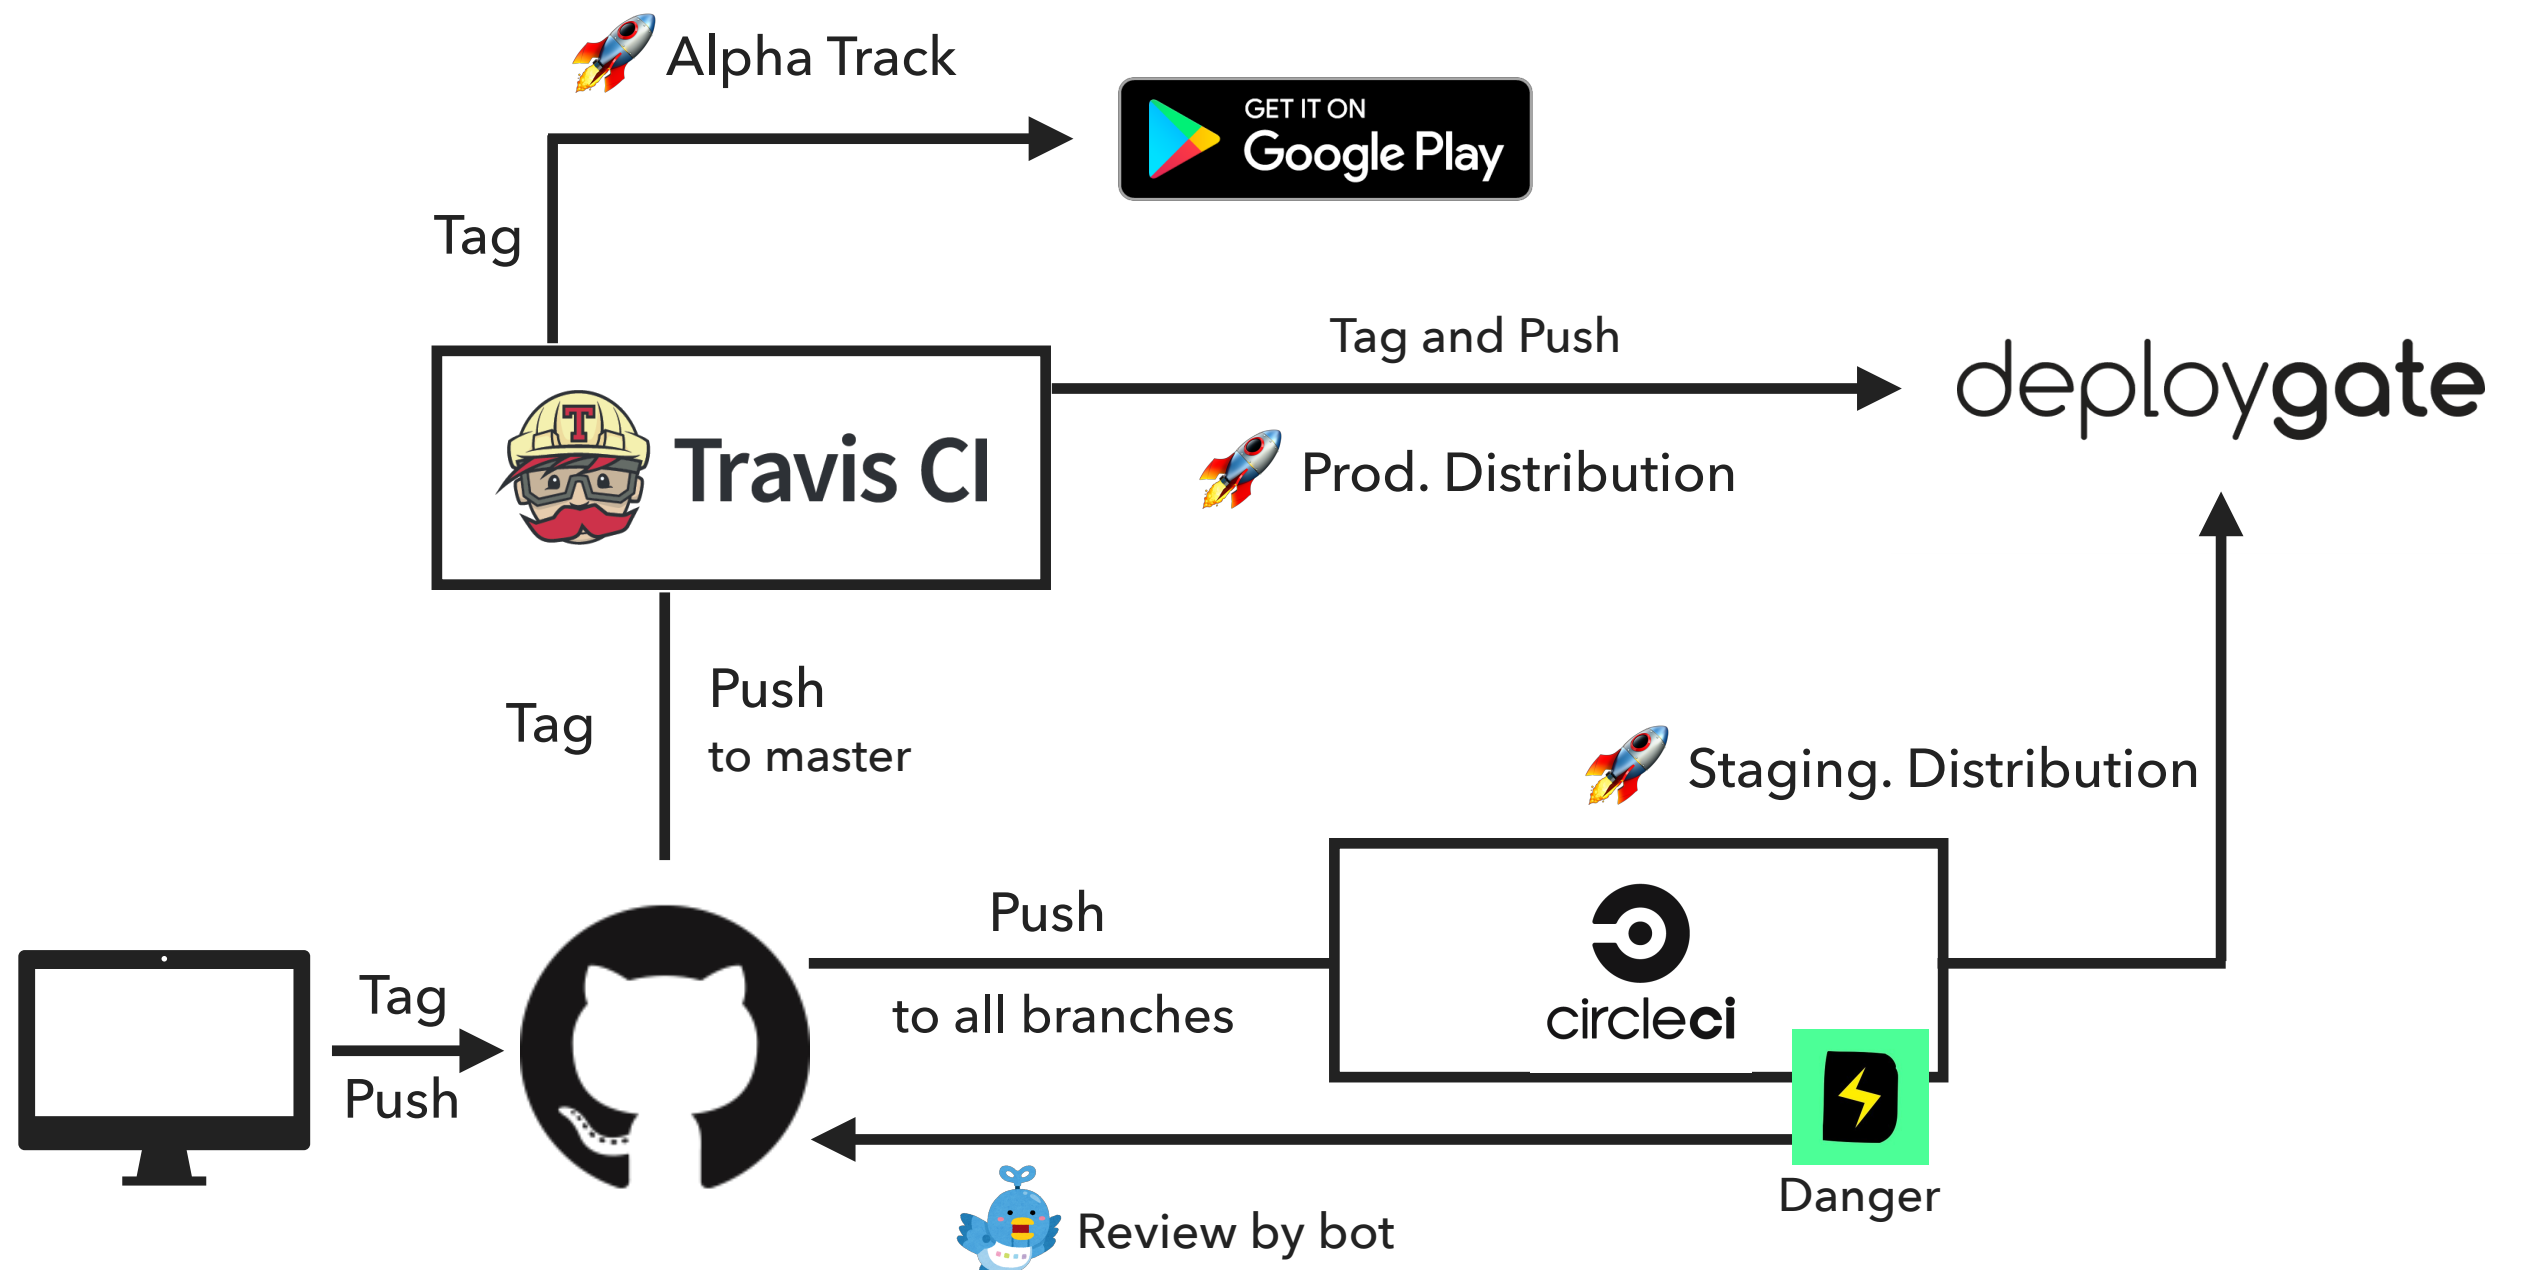 Alpha Track
GET IT ON
Google Play
Tag
Tag and Push
deploygate
T
Travis CI
Prod. Distribution
Push
to master
Tag
Staging. Distribution
Push
to all branches
circleci
Tag
Push
Danger
Review by bot